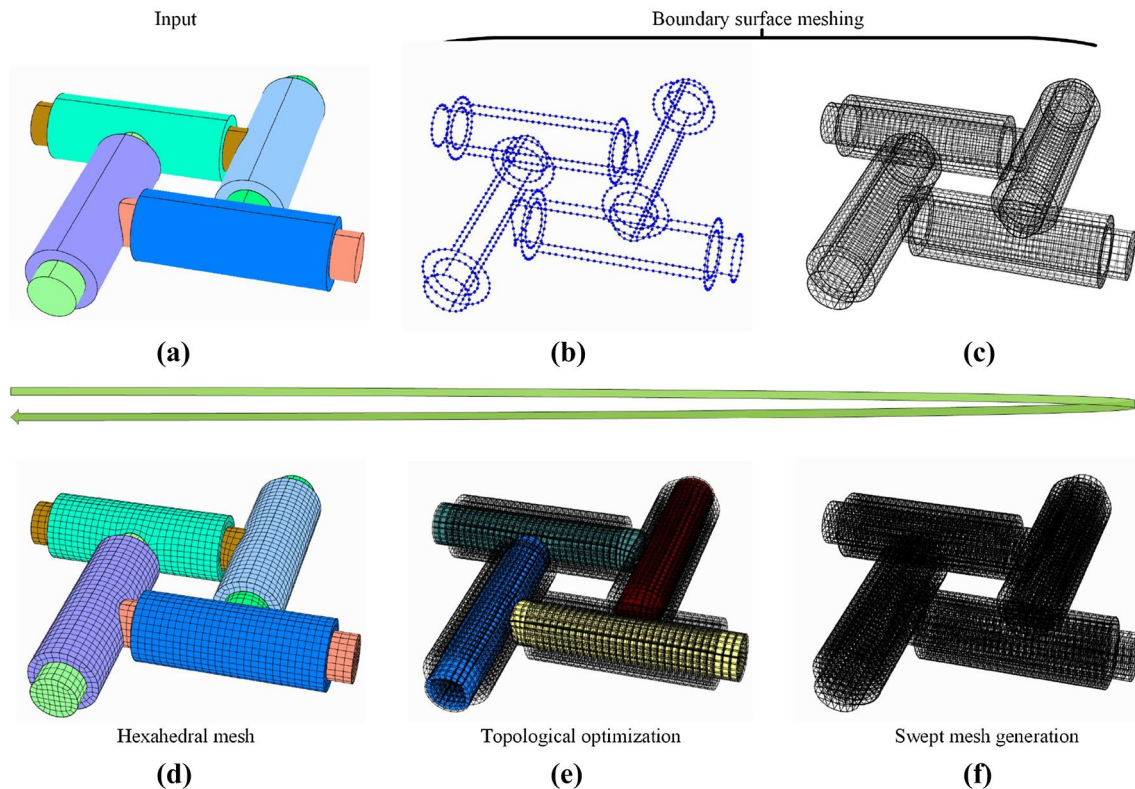 Input
Boundary surface meshing
(a)
(b)
(c)
Hexahedral mesh
Topological optimization
Swept mesh generation
(d)
(e)
(f)